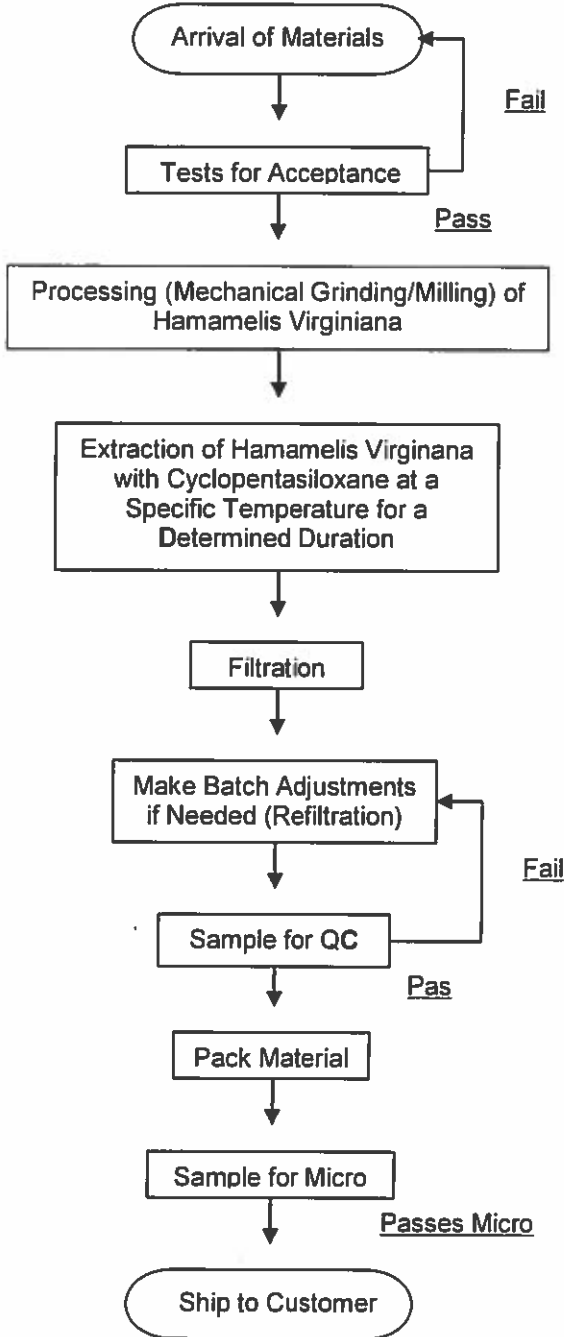 Arrival of Materials
Fail
Tests for Acceptance
Pass
Processing (Mechanical Grinding/Milling) of
Hamamelis Virginiana
Extraction of Hamamelis Virginana
with Cyclopentasiloxane at a
Specific Temperature for a
Determined Duration
Filtration
Make Batch Adjustments
if Needed (Refiltration)
Fail
Sample for QC
Pas
Pack Material
Sample for Micro
Passes Micro
Ship to Customer